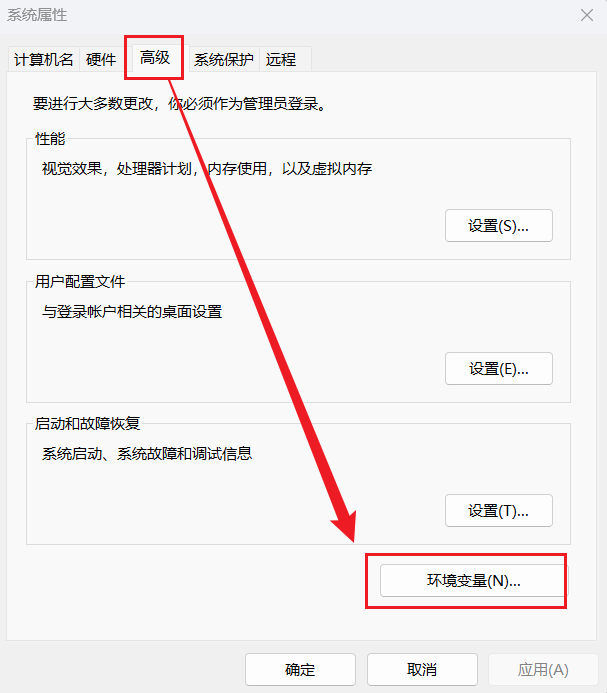 系统属性
计算机名 硬件 高级 系统保护 远程
要进行大多数更改，你必须作为管理员登录。
性能
视觉效果，处理器计划，内存使用，以及虚拟内存
设置(S)...
用户配置文件
与登录帐户相关的桌面设置
设置(E)...
启动和故障恢复
系统启动、系统故障和调试信息
设置(T)...
环境变量(N)...
确定 取消 应用(A)